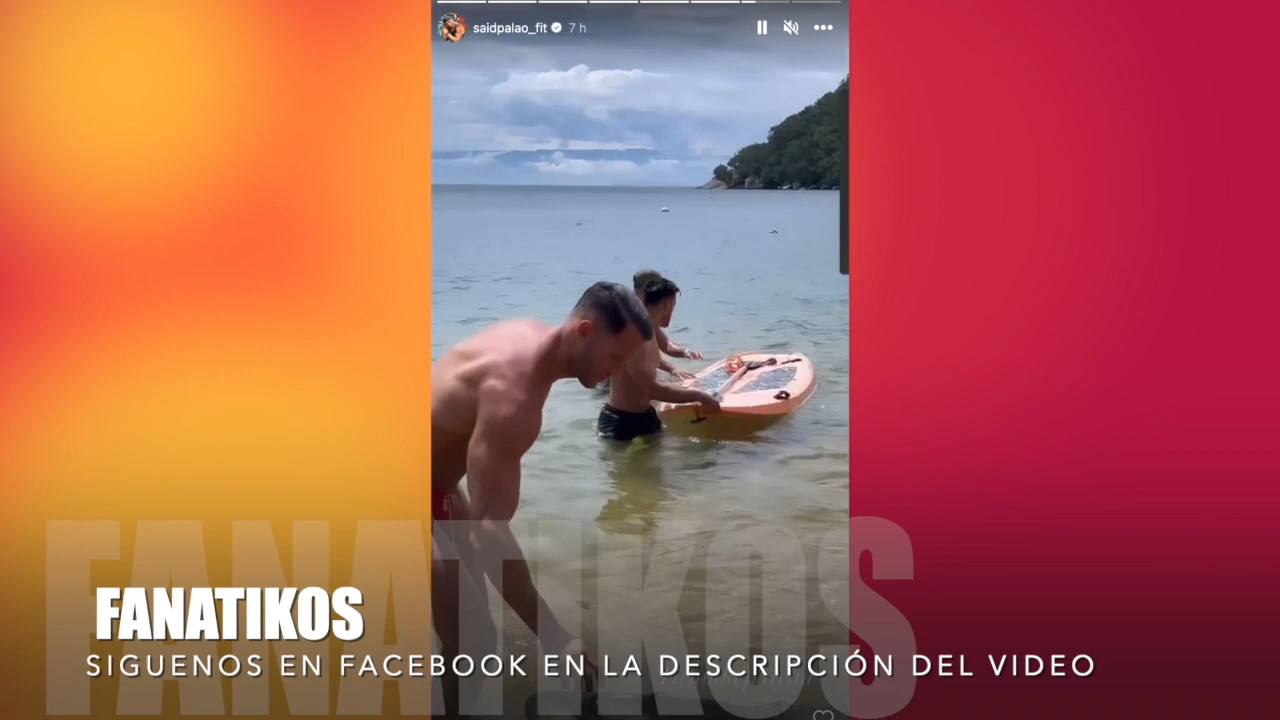 saidpalao_fit 7 h
FANATIKOS
FANATIKOS
SIGUENOS EN FACEBOOK EN LA DESCRIPCIÓN DEL VIDEO